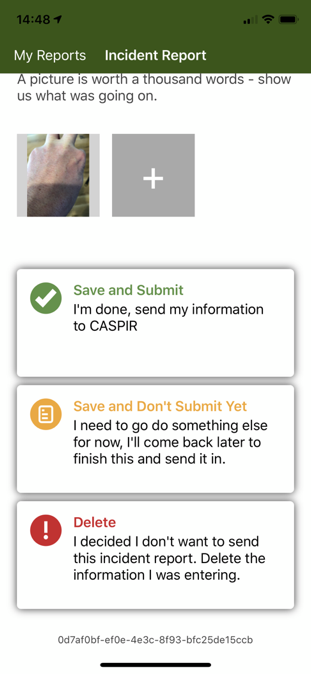 14:48
My Reports Incident Report
A picture is worth a thousand words - show
us what was going on.
+
Save and Submit
I'm done, send my information
to CASPIR
Save and Don't Submit Yet
I need to go do something else
for now, I'll come back later to
finish this and send it in.
Delete
I decided I don't want to send
this incident report. Delete the
information I was entering.
0d7af0bf-ef0e-4e3c-8f93-bfc25de15ccb